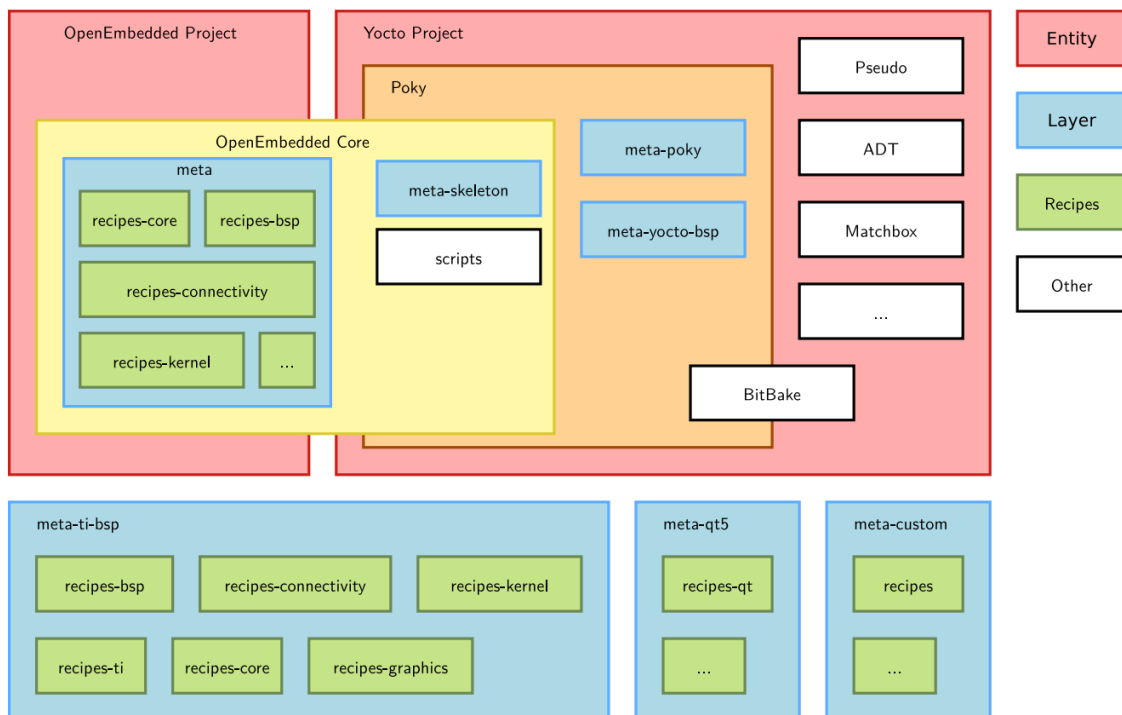 OpenEmbedded Project
Yocto Project
Poky
OpenEmbedded Core
meta
recipes-core
recipes-bsp
recipes-connectivity
recipes-kernel
...
meta-skeleton
scripts
meta-poky
meta-yocto-bsp
Pseudo
ADT
Matchbox
...
BitBake
Entity
Layer
Recipes
Other
meta-ti-bsp
recipes-bsp
recipes-connectivity
recipes-kernel
recipes-ti
recipes-core
recipes-graphics
meta-qt5
recipes-qt
...
meta-custom
recipes
...